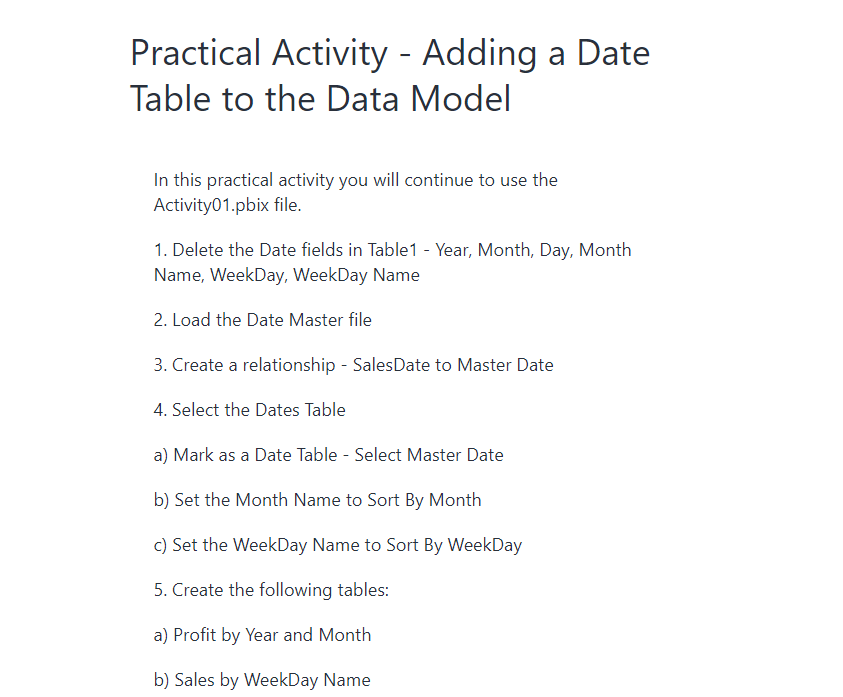 Practical Activity - Adding a Date
Table to the Data Model
In this practical activity you will continue to use the
Activity01.pbix file.
1. Delete the Date fields in Table1 - Year, Month, Day, Month
Name, WeekDay, WeekDay Name
2. Load the Date Master file
3. Create a relationship - SalesDate to Master Date
4. Select the Dates Table
a) Mark as a Date Table - Select Master Date
b) Set the Month Name to Sort By Month
c) Set the WeekDay Name to Sort By WeekDay
5. Create the following tables:
a) Profit by Year and Month
b) Sales by WeekDay Name